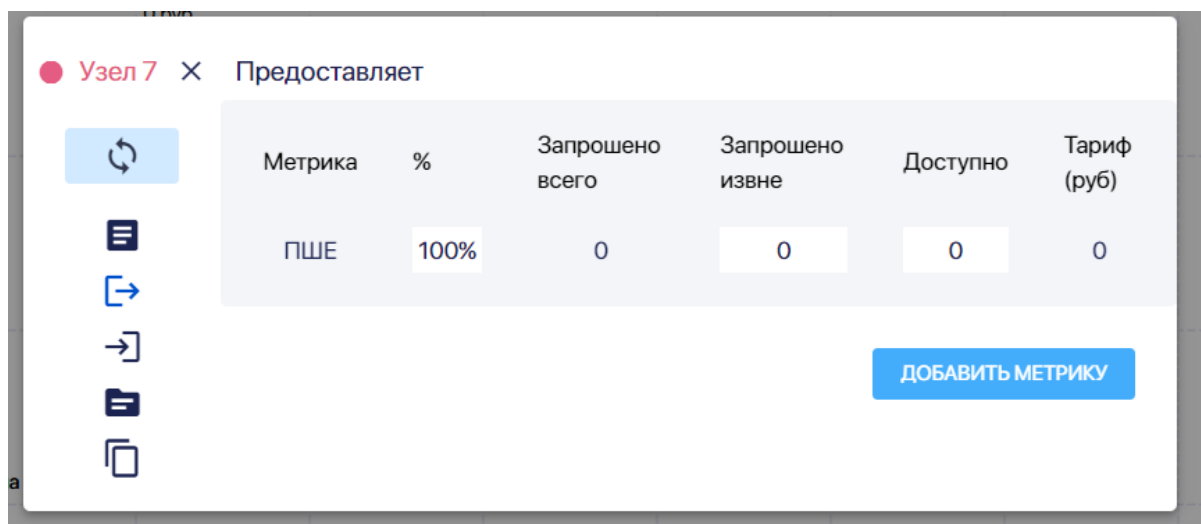 Узел 7
Предоставляет
Метрика % Запрошено всего Запрошено извне Доступно Тариф (руб)
ПШЕ 100% 0 0 0 0
ДОБАВИТЬ МЕТРИКУ
а